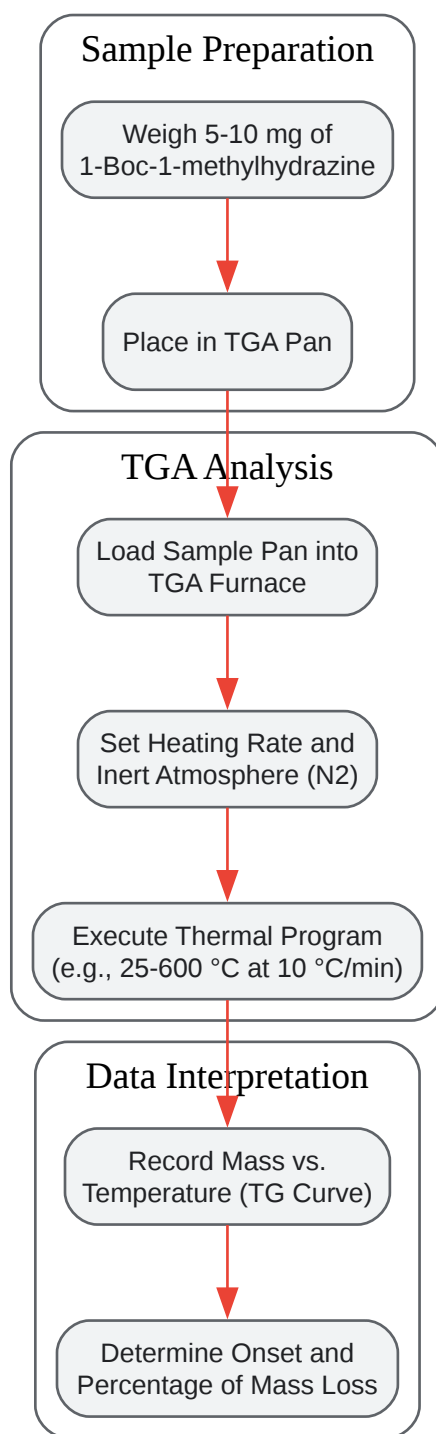 Sample Preparation
Weigh 5-10 mg of
1-Boc-1-methylhydrazine
Place in TGA Pan
TGA Analysis
Load Sample Pan into
TGA Furnace
Set Heating Rate and
Inert Atmosphere (N2)
Execute Thermal Program
(e.g., 25-600 °C at 10 °C/min)
Data Interpretation
Record Mass vs.
Temperature (TG Curve)
Determine Onset and
Percentage of Mass Loss